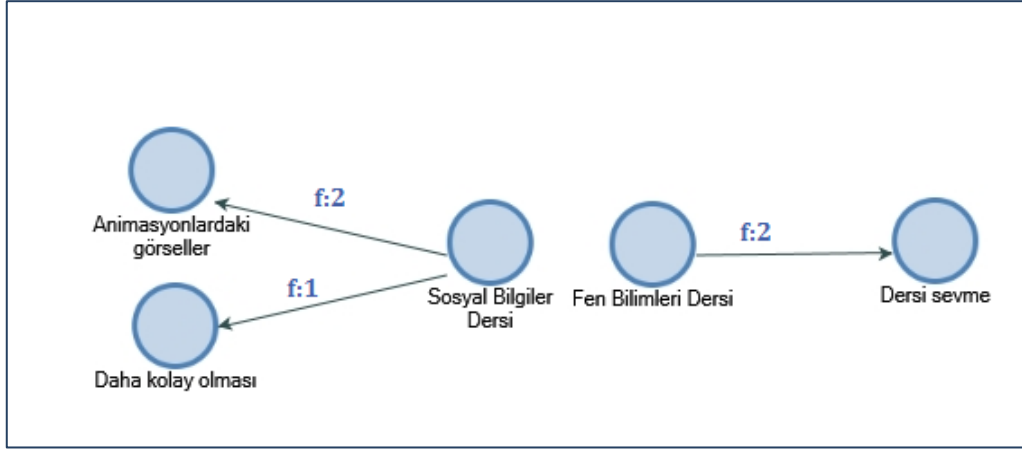 f:2
Animasyonlardaki
görseller
f:1
Daha kolay olması
Sosyal Bilgiler
Dersi
Fen Bilimleri Dersi
f:2
Dersi sevme